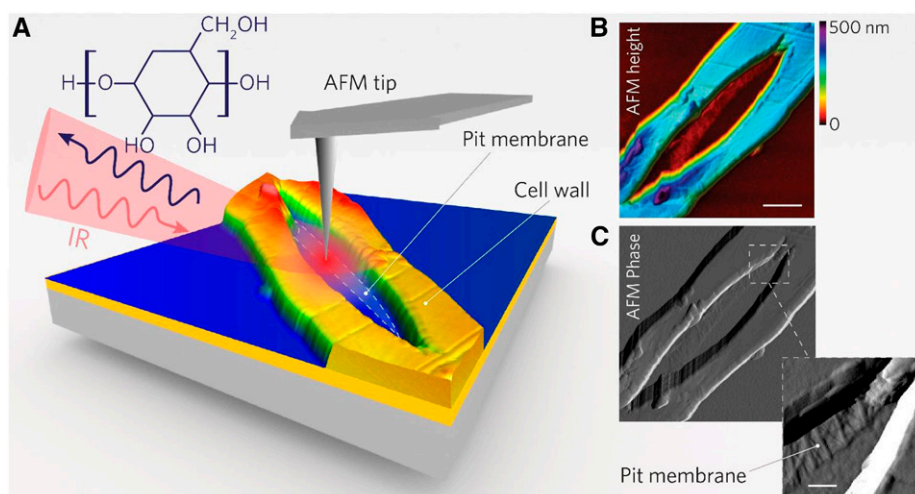 A
CH2OH
H
O
OH
HO
OH
IR
AFM tip
Pit membrane
Cell wall
B
AFM height
500 nm
0
C
AFM Phase
Pit membrane